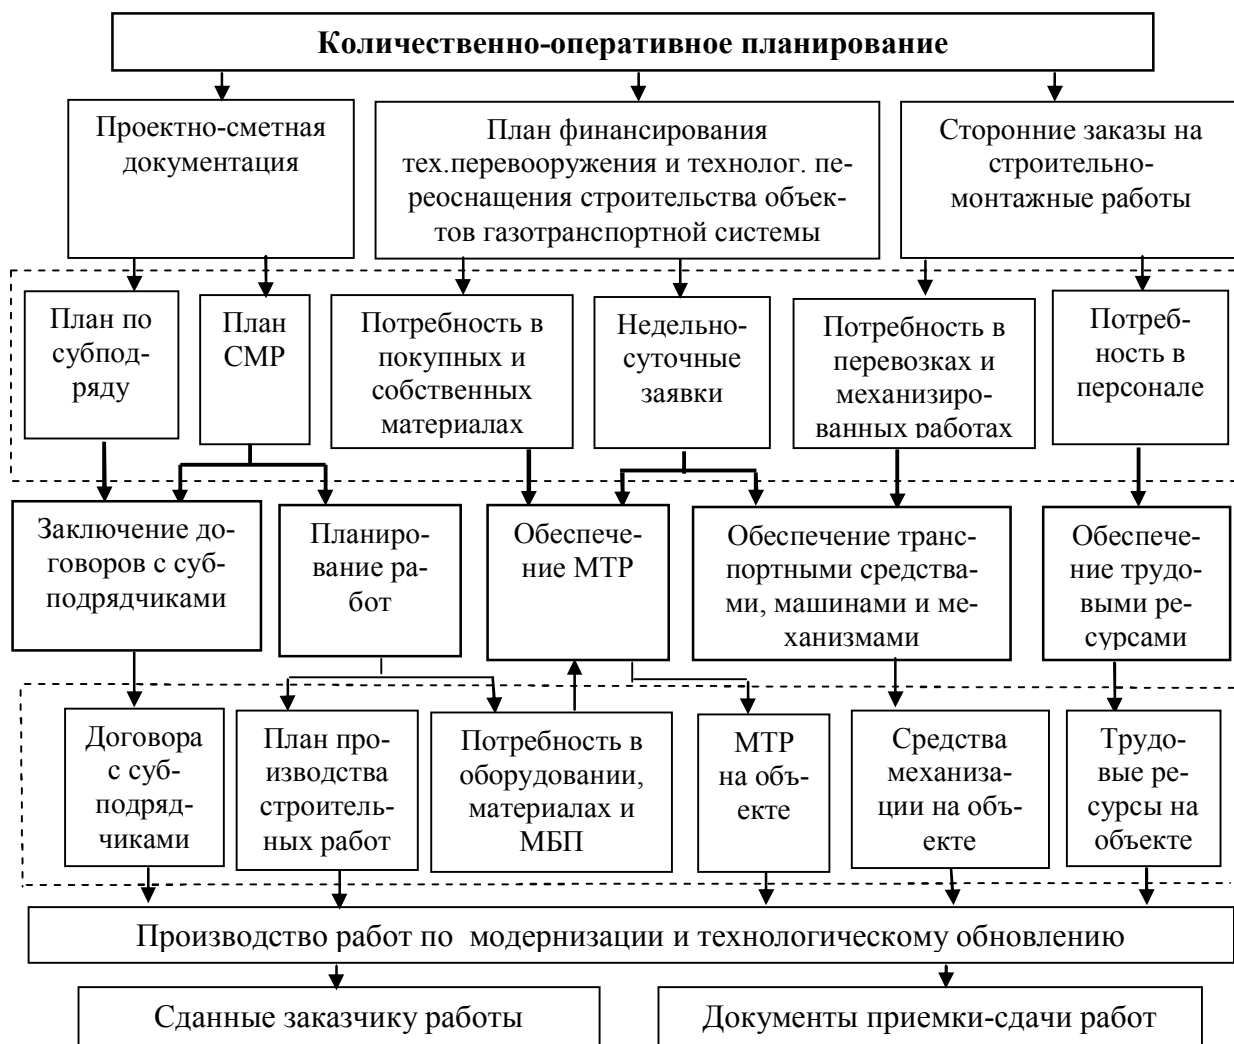 Количественно-оперативное планирование
Проектно-сметная
документация
План финансирования
тех.перевооружения и технолог. пе-
реоснащения строительства объек-
тов газотранспортной системы
Сторонние заказы на
строительно-
монтажные работы
План по
субпод-
ряду
План
СМР
Потребность в
покупных и
собственных
материалах
Недельно-
суточные
заявки
Потребность в
перевозках и
механизиро-
ванных работах
Потреб-
ность в
персонале
Заключение до-
говоров с суб-
подрядчиками
Планиро-
вание ра-
бот
Обеспече-
ние МТР
Обеспечение транс-
портными средства-
ми, машинами и ме-
ханизмами
Обеспече-
ние трудо-
выми ре-
сурсами
Договора
с суб-
подряд-
чиками
План про-
изводства
строитель-
ных работ
Потребность в
оборудовании,
материалах и
МБП
МТР
на объ-
екте
Средства
механиза-
ции на объ-
екте
Трудо-
вые ре-
сурсы на
объекте
Производство работ по  модернизации и технологическому обновлению
Сданные заказчику работы
Документы приемки-сдачи работ